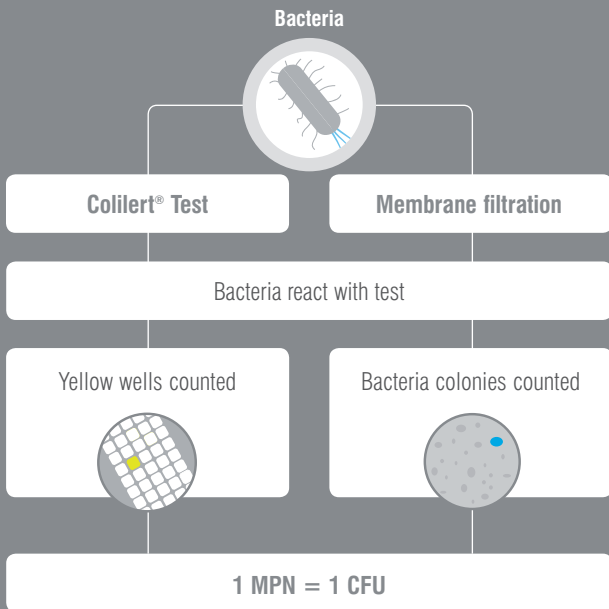 Bacteria
Colilert® Test
Membrane filtration
Bacteria react with test
Yellow wells counted
Bacteria colonies counted
1 MPN = 1 CFU